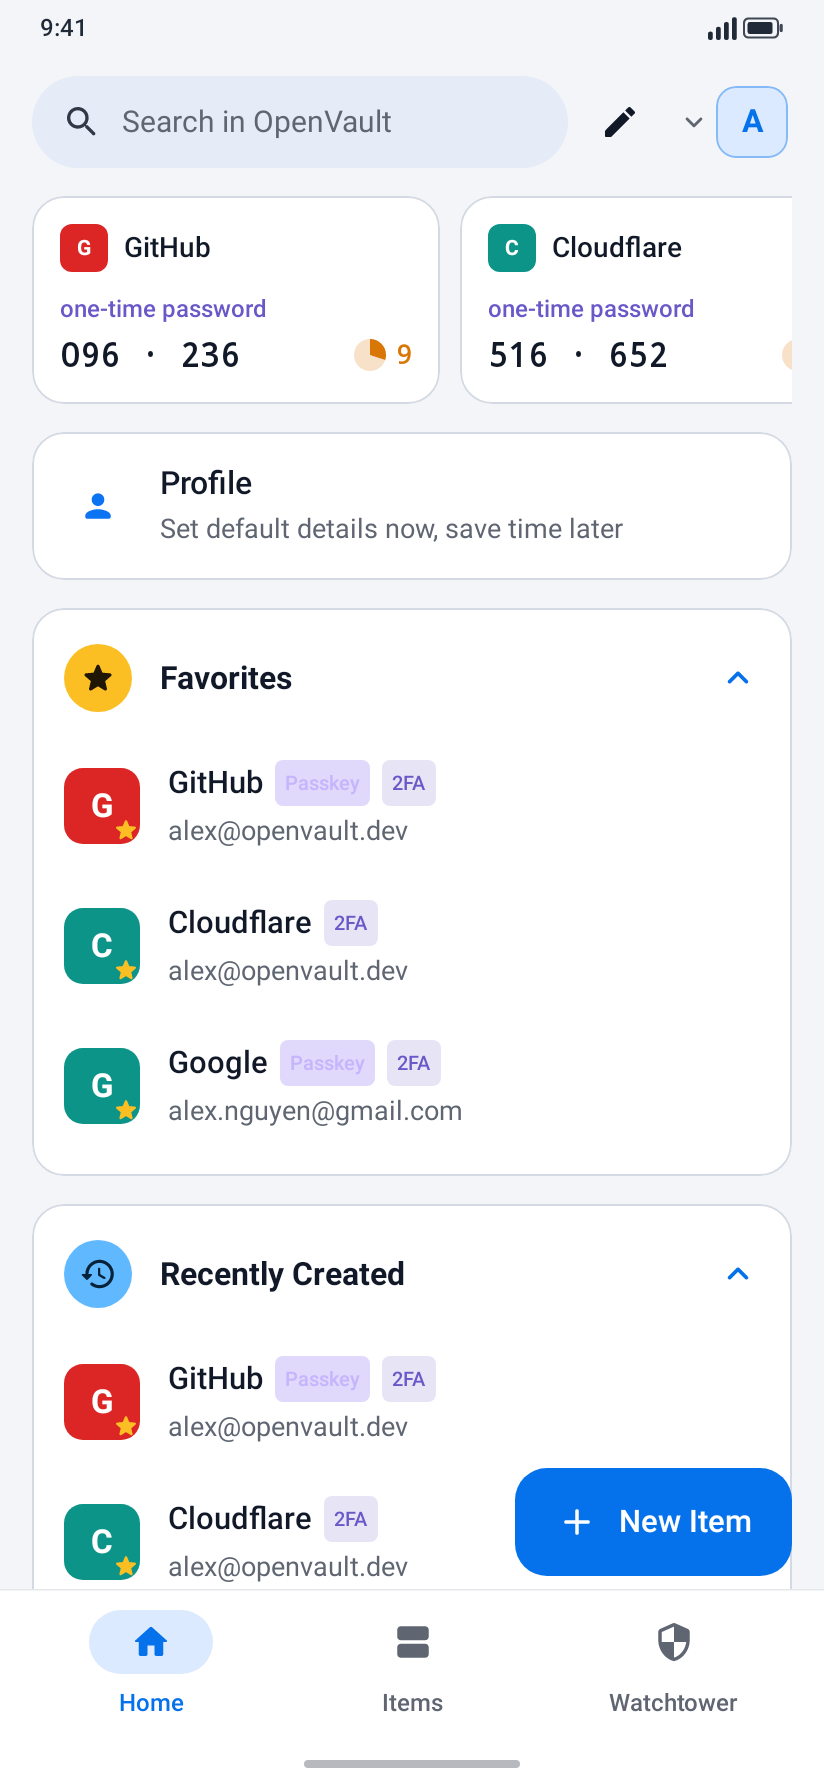 9:41
Search in OpenVault
A
G GitHub
one-time password
096 · 236
9
C Cloudflare
one-time password
516 · 652
Profile
Set default details now, save time later
Favorites
G
GitHub Passkey 2FA
alex@openvault.dev
C
Cloudflare 2FA
alex@openvault.dev
G
Google Passkey 2FA
alex.nguyen@gmail.com
Recently Created
G
GitHub Passkey 2FA
alex@openvault.dev
C
Cloudflare 2FA
alex@openvault.dev
New Item
Home
Items
Watchtower